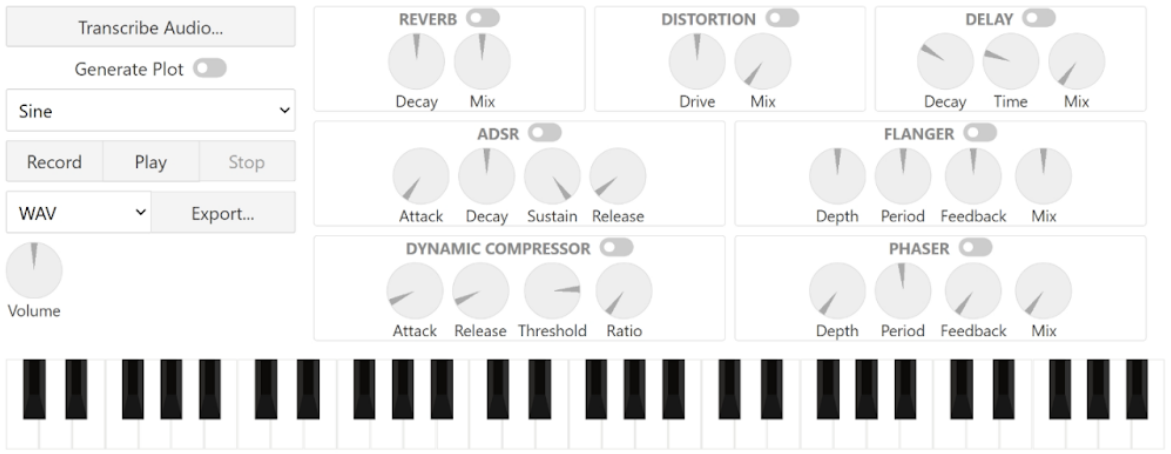 Transcribe Audio...
Generate Plot
Sine
Record Play Stop
WAV Export...
Volume
REVERB
Decay Mix
DISTORTION
Drive Mix
DELAY
Decay Time Mix
ADSR
Attack Decay Sustain Release
FLANGER
Depth Period Feedback Mix
DYNAMIC COMPRESSOR
Attack Release Threshold Ratio
PHASER
Depth Period Feedback Mix